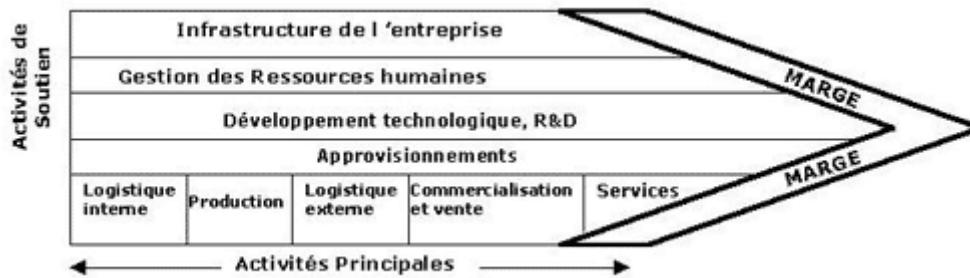 Activités de
Soutien
Infrastructure de l 'entreprise
Gestion des Ressources humaines
Développement technologique, R&D
Approvisionnements
MARGE
MARGE
Logistique
interne
Production
Logistique
externe
Commercialisation
et vente
Services
Activités Principales